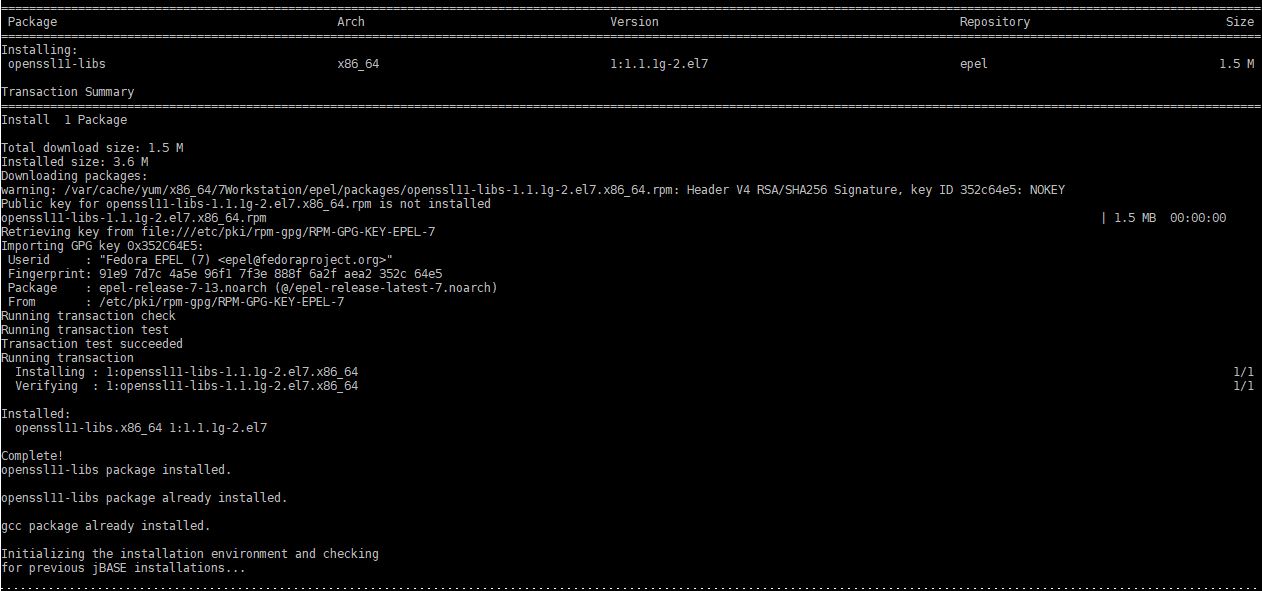 Package Arch Version Repository Size
Installing:
openssl11-libs x86_64 1:1.1.1g-2.el7 epel 1.5 M
Transaction Summary
Install 1 Package
Total download size: 1.5 M
Installed size: 3.6 M
Downloading packages:
warning: /var/cache/yum/x86_64/7Workstation/epel/packages/openssl11-libs-1.1.1g-2.el7.x86_64.rpm: Header V4 RSA/SHA256 Signature, key ID 352c64e5: NOKEY
Public key for openssl11-libs-1.1.1g-2.el7.x86_64.rpm is not installed
openssl11-libs-1.1.1g-2.el7.x86_64.rpm | 1.5 MB 00:00:00
Retrieving key from file:///etc/pki/rpm-gpg/RPM-GPG-KEY-EPEL-7
Importing GPG key 0x352C64E5:
Userid : "Fedora EPEL (7) <epel@fedoraproject.org>"
Fingerprint: 91e9 7d7c 4a5e 96f1 7f3e 888f 6a2f aea2 352c 64e5
Package : epel-release-7-13.noarch (@/epel-release-latest-7.noarch)
From : /etc/pki/rpm-gpg/RPM-GPG-KEY-EPEL-7
Running transaction check
Running transaction test
Transaction test succeeded
Running transaction
Installing : 1:openssl11-libs-1.1.1g-2.el7.x86_64 1/1
Verifying : 1:openssl11-libs-1.1.1g-2.el7.x86_64 1/1
Installed:
openssl11-libs.x86_64 1:1.1.1g-2.el7
Complete!
openssl11-libs package installed.
openssl11-libs package already installed.
gcc package already installed.
Initializing the installation environment and checking
for previous jBASE installations...